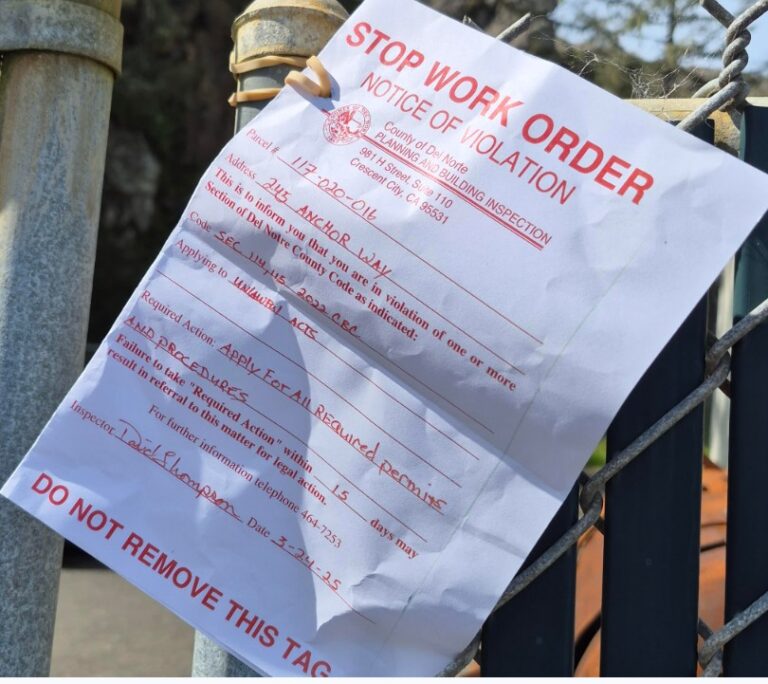 STOP WORK ORDER
NOTICE OF VIOLATION
County of Del Norte
PLANNING AND BUILDING INSPECTION
981 H Street, Suite 110
Crescent City, CA 95531
Parcel # 117-020-016
Address 245 ANCHOR WAY
This is to inform you that you are in violation of one or more
Section of Del Notre County Code as indicated:
Code SEC 114, 115 - 2022 CBC
Applying to UNLAWFUL ACTS
Required Action: Apply For All REquired permits
AND PROCEDURES
Failure to take "Required Action" within 15 days may
result in referral to this matter for legal action.
For further information telephone 464-7253
Inspector: David Thompson Date 3-24-25
DO NOT REMOVE THIS TAG